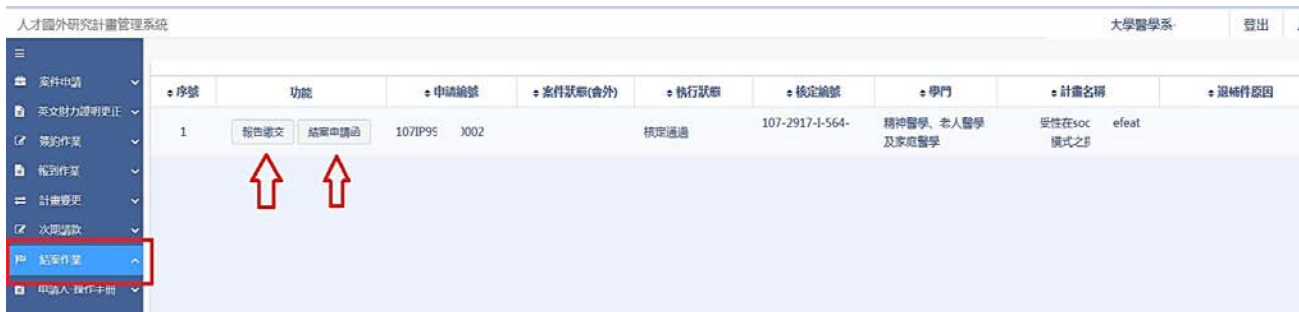 人才國外研究計畫管理系統
大學醫學系
登出
案件申請
英文財力證明更正
簽約作業
報到作業
計畫變更
次期請款
結案作業
申請人-操作手冊
序號 功能 申請編號 案件狀態(會外) 執行狀態 核定編號 學門 計畫名稱 退補件原因
1 報告繳交 結案申請函 107IP99 核定通過 107-2917-I-564- 精神醫學、老人醫學 受性在soc efeat
及家庭醫學 模式之